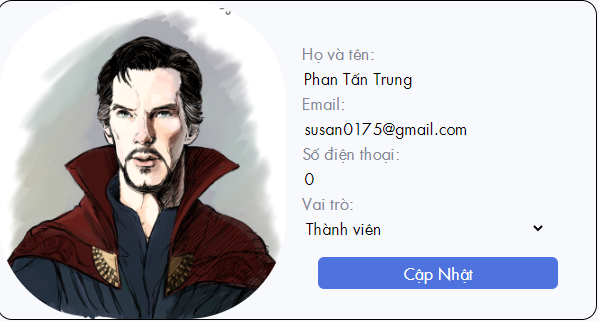 Họ và tên:
Phan Tấn Trung
Email:
susan0175@gmail.com
Số điện thoại:
0
Vai trò:
Thành viên
Cập Nhật